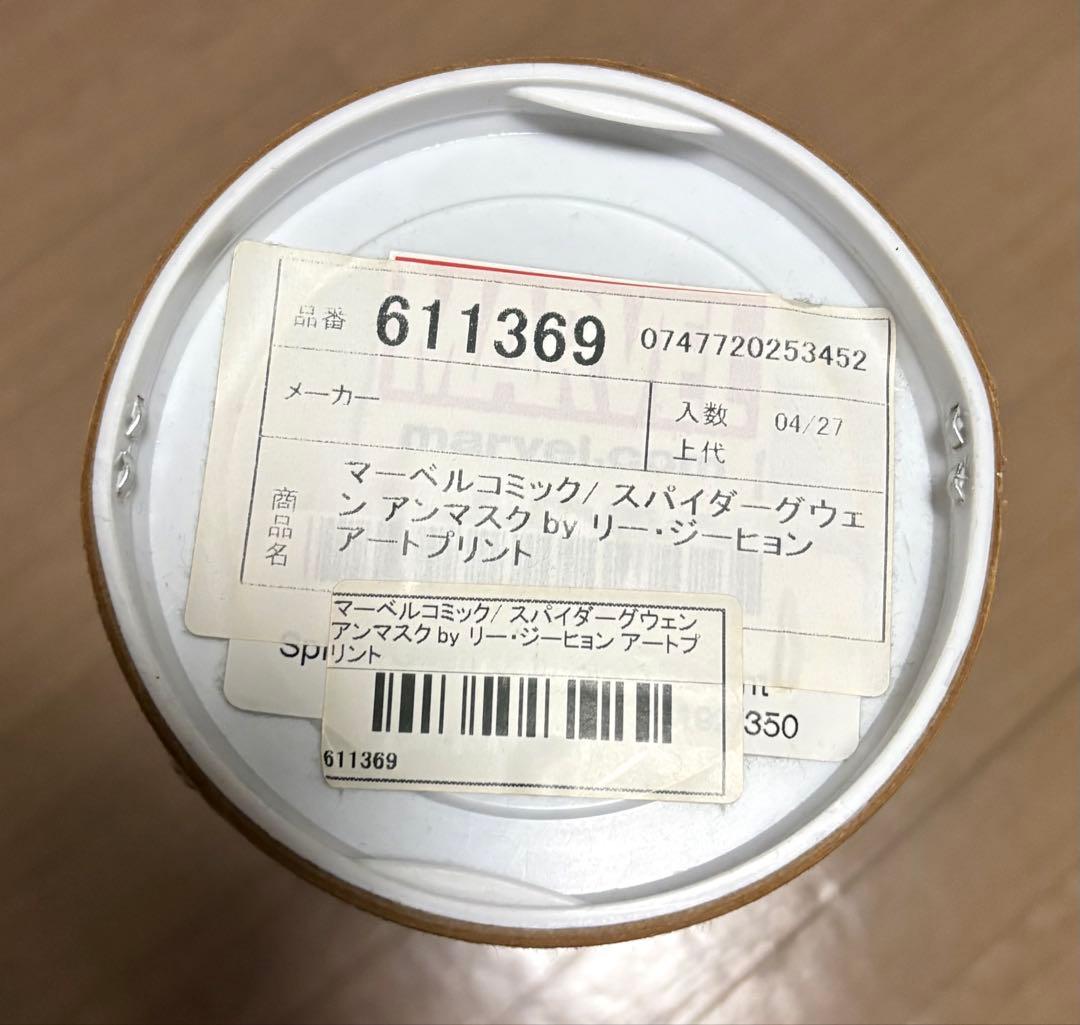 品番 611369 0747720253452
メーカー
入数 04/27
上代
商品名
マーベルコミック/ スパイダーグウェ
ン アンマスク by リー・ジーヒョン
アートプリント
マーベルコミック/ スパイダーグウェン
アンマスク by リー・ジーヒョン アートプ
リント
611369
marvel.com
350